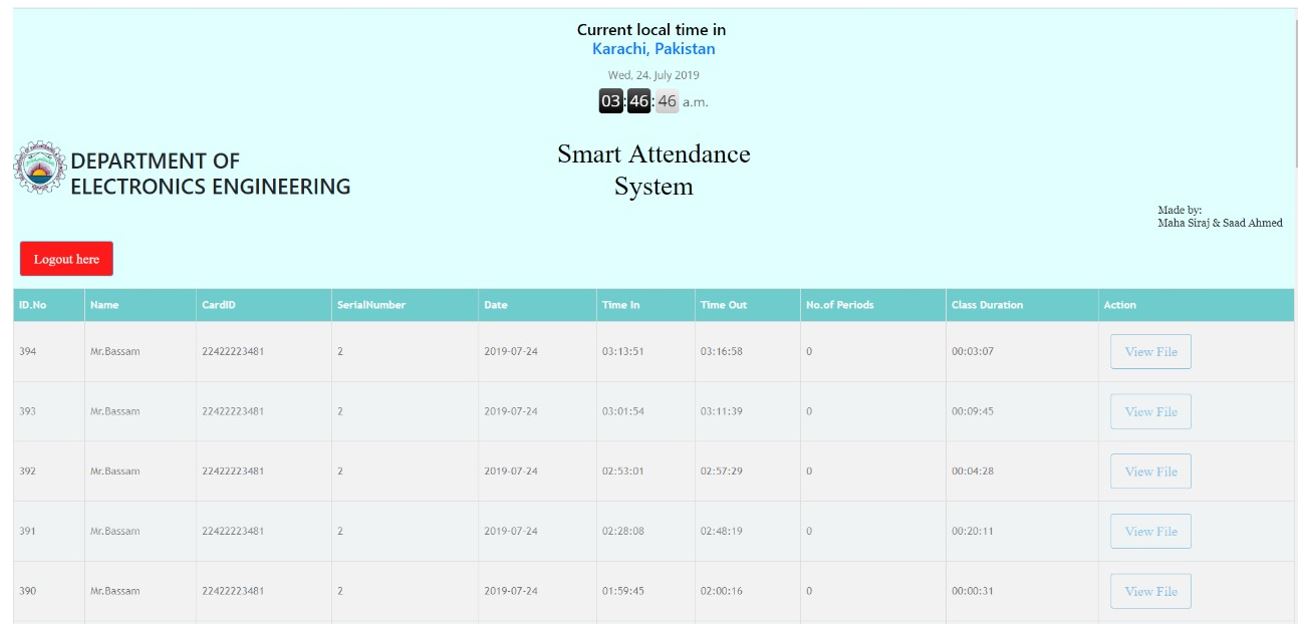 Current local time in
Karachi, Pakistan
Wed, 24. July 2019
03:46:46 a.m.
DEPARTMENT OF
ELECTRONICS ENGINEERING
Smart Attendance
System
Made by:
Maha Siraj & Saad Ahmed
Logout here
ID.No Name CardID SerialNumber Date Time In Time Out No.of Periods Class Duration Action
394 Mr.Bassam 22422223481 2 2019-07-24 03:13:51 03:16:58 0 00:03:07 View File
393 Mr.Bassam 22422223481 2 2019-07-24 03:01:54 03:11:39 0 00:09:45 View File
392 Mr.Bassam 22422223481 2 2019-07-24 02:53:01 02:57:29 0 00:04:28 View File
391 Mr.Bassam 22422223481 2 2019-07-24 02:28:08 02:48:19 0 00:20:11 View File
390 Mr.Bassam 22422223481 2 2019-07-24 01:59:45 02:00:16 0 00:00:31 View File